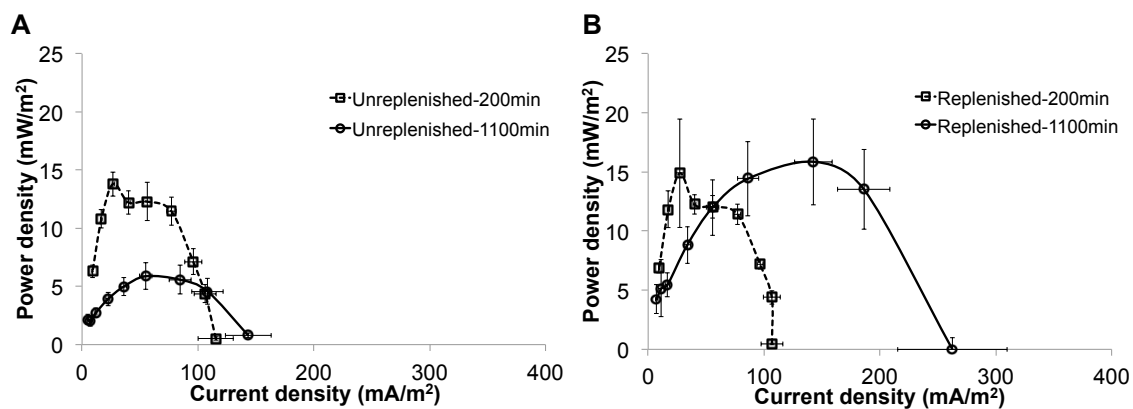 A
25
20
15
10
5
0
Power density (mW/m²)
Unreplenished-200min
Unreplenished-1100min
0 100 200 300 400
Current density (mA/m²)
B
25
20
15
10
5
0
Power density (mW/m²)
Replenished-200min
Replenished-1100min
0 100 200 300 400
Current density (mA/m²)